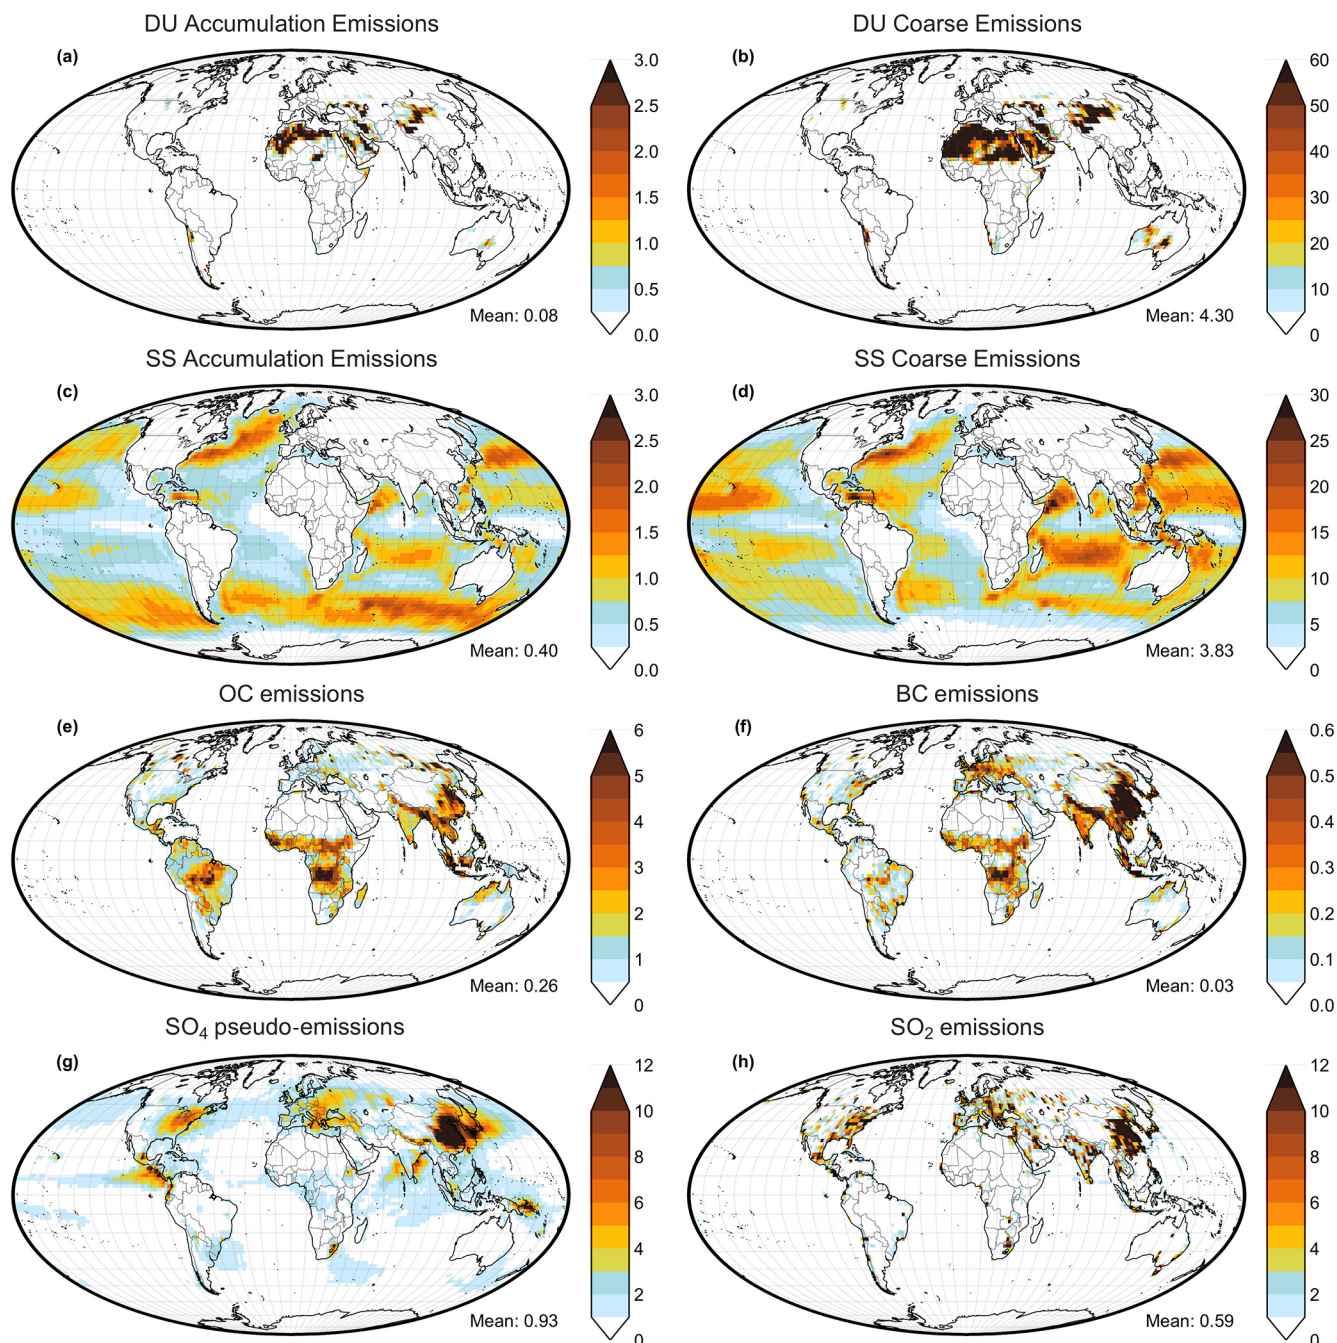 DU Accumulation Emissions
(a)
3.0
2.5
2.0
1.5
1.0
0.5
0.0
Mean: 0.08
DU Coarse Emissions
(b)
60
50
40
30
20
10
0
Mean: 4.30
SS Accumulation Emissions
(c)
3.0
2.5
2.0
1.5
1.0
0.5
0.0
Mean: 0.40
SS Coarse Emissions
(d)
30
25
20
15
10
5
0
Mean: 3.83
OC emissions
(e)
6
5
4
3
2
1
0
Mean: 0.26
BC emissions
(f)
0.6
0.5
0.4
0.3
0.2
0.1
0.0
Mean: 0.03
SO₄ pseudo-emissions
(g)
12
10
8
6
4
2
0
Mean: 0.93
SO₂ emissions
(h)
12
10
8
6
4
2
0
Mean: 0.59